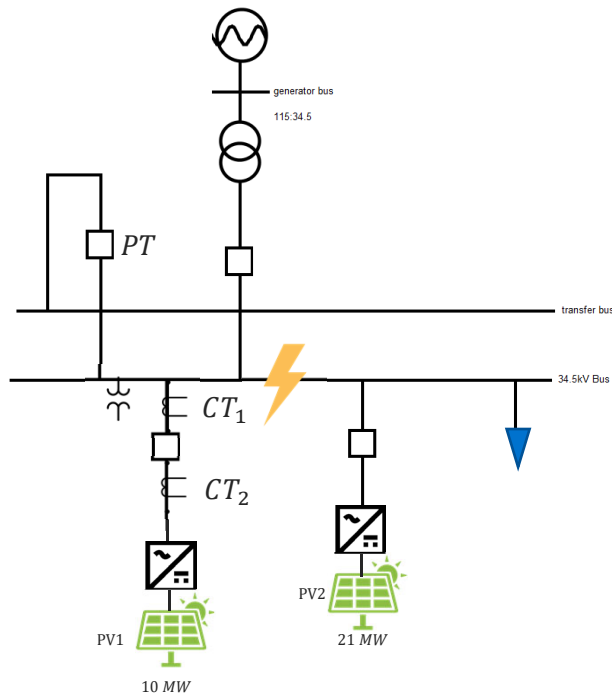 generator bus
115:34.5
PT
transfer bus
34.5kV Bus
CT₁
CT₂
PV2
PV1
21 MW
10 MW